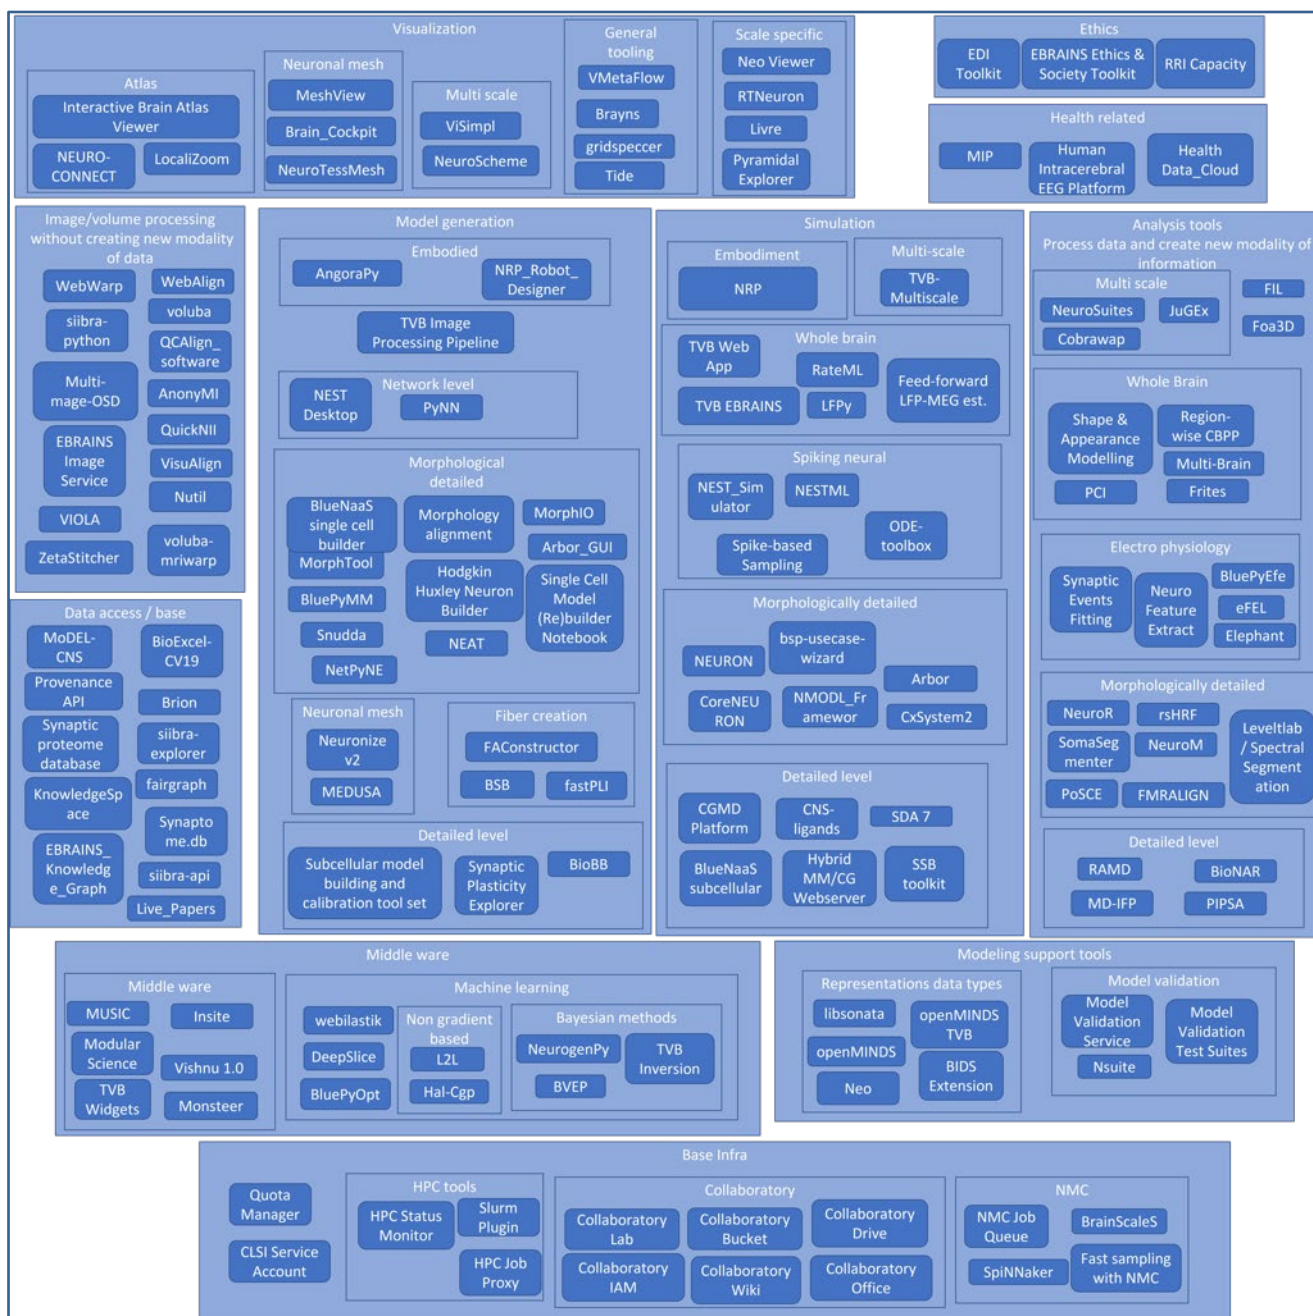 Visualization
Atlas
Interactive Brain Atlas
Viewer
NEURO-
CONNECT
LocaliZoom
Neuronal mesh
MeshView
Brain_Cockpit
NeuroTessMesh
Multi scale
ViSimpl
NeuroScheme
General
tooling
VMetaFlow
Brayns
gridspeccer
Tide
Scale specific
Neo Viewer
RTNeuron
Livre
Pyramidal
Explorer
Ethics
EDI
Toolkit
EBRAINS Ethics &
Society Toolkit
RRI Capacity
Health related
MIP
Human
Intracerebral
EEG Platform
Health
Data_Cloud
Image/volume processing
without creating new modality
of data
WebWarp
WebAlign
siibra-
python
voluba
QCAlign_
software
Multi-
mage-OSD
AnonyMI
EBRAINS
Image
Service
QuickNII
VisuAlign
Nutil
VIOLA
ZetaStitcher
voluba-
mriwarp
Data access / base
MoDEL-
CNS
BioExcel-
CV19
Provenance
API
Brion
Synaptic
proteome
database
siibra-
explorer
KnowledgeSp
ace
fairgraph
Synapto
me.db
EBRAINS_
Knowledg
e_Graph
siibra-api
Live_Papers
Model generation
Embodied
AngoraPy
NRP_Robot_
Designer
TVB Image
Processing Pipeline
Network level
NEST
Desktop
PyNN
Morphological
detailed
BlueNaaS
single cell
builder
Morphology
alignment
MorphIO
Arbor_GUI
MorphTool
BluePyMM
Hodgkin
Huxley Neuron
Builder
Single Cell
Model
(Re)builder
Notebook
Snudda
NEAT
NetPyNE
Neuronal mesh
Neuronize
v2
MEDUSA
Fiber creation
FAConstructor
BSB
fastPLI
Detailed level
Subcellular model
building and
calibration tool set
Synaptic
Plasticity
Explorer
BioBB
Simulation
Embodiment
NRP
Multi-scale
TVB-
Multiscale
Whole brain
TVB Web
App
RateML
Feed-forward
LFP-MEG est.
TVB EBRAINS
LFPy
Spiking neural
NEST_Sim
ulator
NESTML
ODE-
toolbox
Spike-based
Sampling
Morphologically detailed
NEURON
bsp-usecase-
wizard
Arbor
CoreNEU
RON
NMODL_Fr
amewor
CxSystem2
Detailed level
CGMD
Platform
CNS-
ligands
SDA 7
BlueNaaS
subcellular
Hybrid
MM/CG
Webserver
SSB
toolkit
Analysis tools
Process data and create new modality of
information
Multi scale
NeuroSuites
JuGEx
Cobrawap
FIL
Foa3D
Whole Brain
Shape &
Appearance
Modelling
Region-
wise CBPP
Multi-Brain
PCI
Frites
Electro physiology
Synaptic
Events
Fitting
Neuro
Feature
Extract
BluePyEfe
eFEL
Elephant
Morphologically detailed
NeuroR
rsHRF
Leveltlab
/ Spectral
Segment
ation
SomaSeg
menter
NeuroM
PoSCE
FMRALIGN
Detailed level
RAMD
BioNAR
MD-IFP
PIPSA
Middle ware
Middle ware
MUSIC
Insite
Modular
Science
Vishnu 1.0
TVB
Widgets
Monsteer
Machine learning
webilastik
DeepSlice
BluePyOpt
Non gradient
based
L2L
Hal-Cgp
Bayesian methods
NeurogenPy
TVB
Inversion
BVEP
Modeling support tools
Representations data types
libsonata
openMINDS
TVB
openMINDS
BIDS
Extension
Neo
Model validation
Model
Validation
Service
Model
Validation
Test Suites
Nsuite
Base Infra
Quota
Manager
CLSI Service
Account
HPC tools
HPC Status
Monitor
Slurm
Plugin
HPC Job
Proxy
Collaboratory
Collaboratory
Lab
Collaboratory
Bucket
Collaboratory
Drive
Collaboratory
IAM
Collaboratory
Wiki
Collaboratory
Office
NMC
NMC Job
Queue
BrainScaleS
SpiNNaker
Fast sampling
with NMC